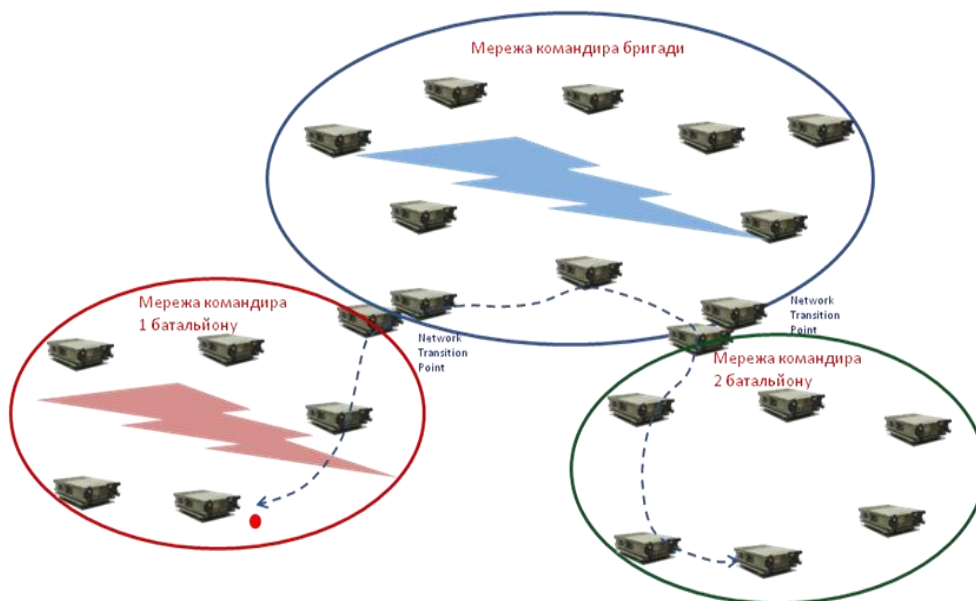 Мережа командира бригади
Мережа командира
1 батальйону
Network
Transition
Point
Network
Transition
Point
Мережа командира
2 батальйону